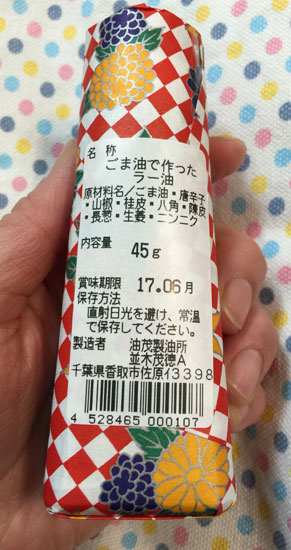 名 称
ごま油で作った
ラー油
原材料名/ごま油・唐辛子
・山椒・桂皮・八角・陳皮
・長葱・生姜・ニンニク
内容量 45g
賞味期限 17.06月
保存方法
直射日光を避け、常温
で保存してください。
製造者 油茂製油所
並木茂徳A
千葉県香取市佐原イ3398
4 528465 000107